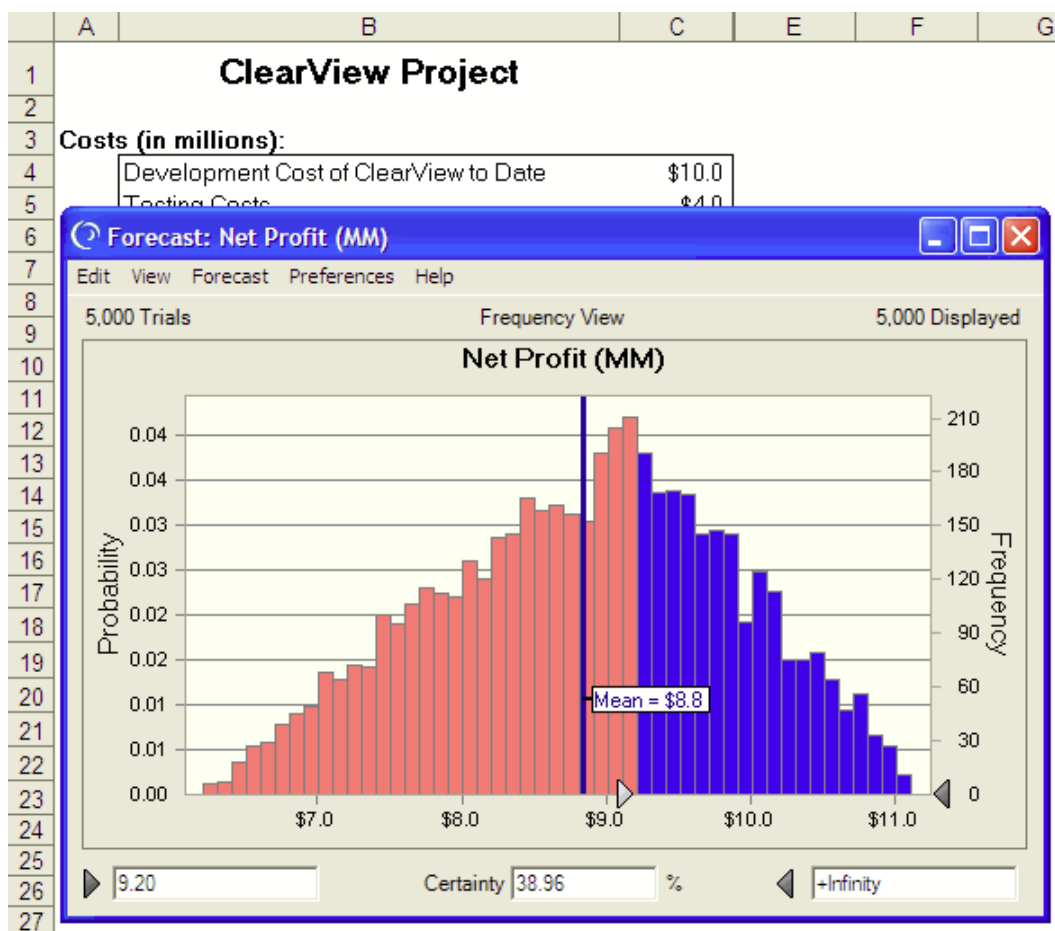 A B C E F G
1 ClearView Project
2
3 Costs (in millions):
4 Development Cost of ClearView to Date $10.0
5 Testing Costs $4.0
6 Forecast: Net Profit (MM)
7 Edit View Forecast Preferences Help
8
9 5,000 Trials Frequency View 5,000 Displayed
10 Net Profit (MM)
11
12
13
14
15
16
17
18
19
20
21
22
23
24
25
26
27
Probability
0.04
0.04
0.03
0.03
0.02
0.02
0.01
0.01
0.00
Mean = $8.8
210
180
150
120
90
60
30
0
Frequency
$7.0 $8.0 $9.0 $10.0 $11.0
9.20 Certainty 38.96 % +Infinity